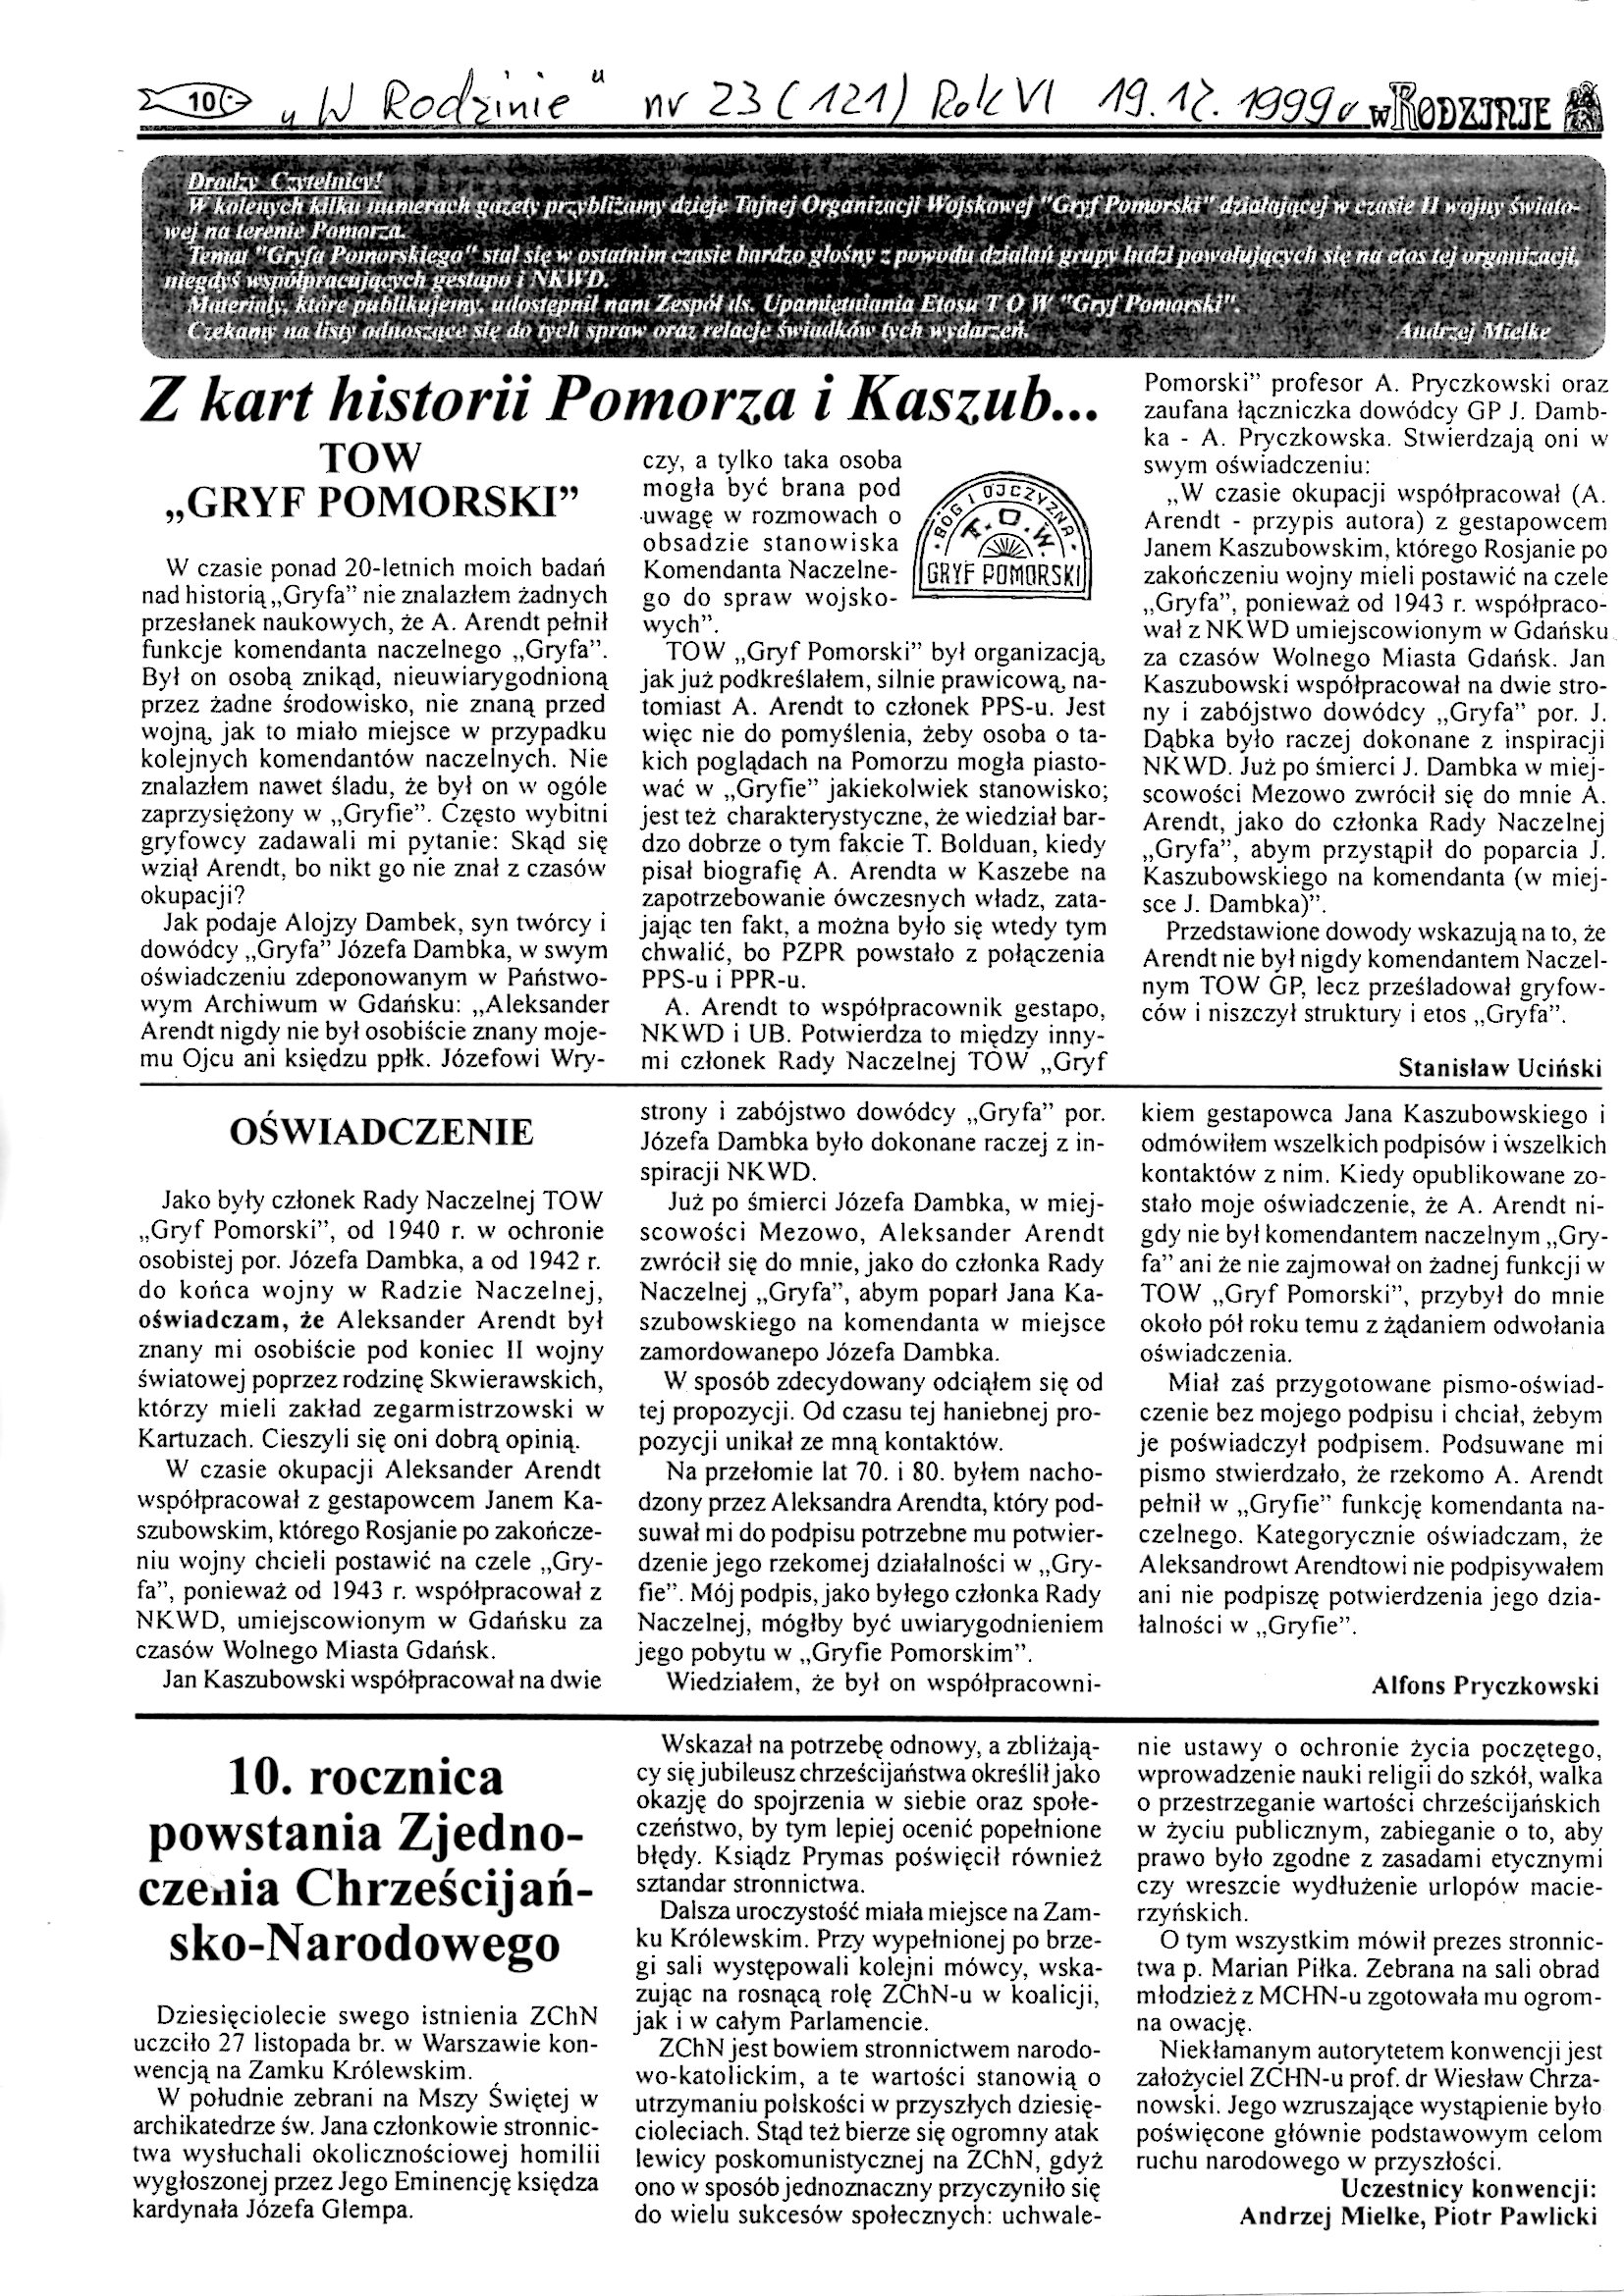 10 „W Rodzinie" nr 23 (121) Rok VI 19.12.1999r wRODZINIE
Drodzy Czytelnicy!
W kolenych kilku numerach gazety przybliżamy dzieje Tajnej Organizacji Wojskowej "Gryf Pomorski" działającej w czasie II wojny świato-
wej na terenie Pomorza.
Temat "Gryfa Pomorskiego" stał się w ostatnim czasie bardzo głośny z powodu działań grupy ludzi powołujących się na etos tej organizacji,
niegdyś współpracujących gestapo i NKWD.
Materiały, które publikujemy, udostępnił nam Zespół ds. Upamiętniania Etosu T O W "Gryf Pomorski".
Czekamy na listy odnoszące się do tych spraw oraz relacje świadków tych wydarzeń. Andrzej Mielke
Z kart historii Pomorza i Kaszub...
TOW
„GRYF POMORSKI”
W czasie ponad 20-letnich moich badań
nad historią „Gryfa” nie znalazłem żadnych
przesłanek naukowych, że A. Arendt pełnił
funkcje komendanta naczelnego „Gryfa”.
Był on osobą znikąd, nieuwiarygodnioną
przez żadne środowisko, nie znaną przed
wojną, jak to miało miejsce w przypadku
kolejnych komendantów naczelnych. Nie
znalazłem nawet śladu, że był on w ogóle
zaprzysiężony w „Gryfie”. Często wybitni
gryfowcy zadawali mi pytanie: Skąd się
wziął Arendt, bo nikt go nie znał z czasów
okupacji?
Jak podaje Alojzy Dambek, syn twórcy i
dowódcy „Gryfa” Józefa Dambka, w swym
oświadczeniu zdeponowanym w Państwo-
wym Archiwum w Gdańsku: „Aleksander
Arendt nigdy nie był osobiście znany moje-
mu Ojcu ani księdzu ppłk. Józefowi Wry-
czy, a tylko taka osoba
mogła być brana pod
uwagę w rozmowach o
obsadzie stanowiska
Komendanta Naczelne-
go do spraw wojsko-
wych”.
BÓG I OJCZYZNA
T.O.W.
GRYF POMORSKI
TOW „Gryf Pomorski” był organizacją,
jak już podkreślałem, silnie prawicową, na-
tomiast A. Arendt to członek PPS-u. Jest
więc nie do pomyślenia, żeby osoba o ta-
kich poglądach na Pomorzu mogła piasto-
wać w „Gryfie” jakiekolwiek stanowisko;
jest też charakterystyczne, że wiedział bar-
dzo dobrze o tym fakcie T. Bolduan, kiedy
pisał biografię A. Arendta w Kaszebe na
zapotrzebowanie ówczesnych władz, zata-
jając ten fakt, a można było się wtedy tym
chwalić, bo PZPR powstało z połączenia
PPS-u i PPR-u.
A. Arendt to współpracownik gestapo,
NKWD i UB. Potwierdza to między inny-
mi członek Rady Naczelnej TOW „Gryf
Pomorski” profesor A. Pryczkowski oraz
zaufana łączniczka dowódcy GP J. Damb-
ka - A. Pryczkowska. Stwierdzają oni w
swym oświadczeniu:
„W czasie okupacji współpracował (A.
Arendt - przypis autora) z gestapowcem
Janem Kaszubowskim, którego Rosjanie po
zakończeniu wojny mieli postawić na czele
„Gryfa”, ponieważ od 1943 r. współpraco-
wał z NKWD umiejscowionym w Gdańsku
za czasów Wolnego Miasta Gdańsk. Jan
Kaszubowski współpracował na dwie stro-
ny i zabójstwo dowódcy „Gryfa” por. J.
Dąbka było raczej dokonane z inspiracji
NKWD. Już po śmierci J. Dambka w miej-
scowości Mezowo zwrócił się do mnie A.
Arendt, jako do członka Rady Naczelnej
„Gryfa”, abym przystąpił do poparcia J.
Kaszubowskiego na komendanta (w miej-
sce J. Dambka)”.
Przedstawione dowody wskazują na to, że
Arendt nie był nigdy komendantem Naczel-
nym TOW GP, lecz prześladował gryfow-
ców i niszczył struktury i etos „Gryfa”.
Stanisław Uciński
OŚWIADCZENIE
Jako były członek Rady Naczelnej TOW
„Gryf Pomorski”, od 1940 r. w ochronie
osobistej por. Józefa Dambka, a od 1942 r.
do końca wojny w Radzie Naczelnej,
oświadczam, że Aleksander Arendt był
znany mi osobiście pod koniec II wojny
światowej poprzez rodzinę Skwierawskich,
którzy mieli zakład zegarmistrzowski w
Kartuzach. Cieszyli się oni dobrą opinią.
W czasie okupacji Aleksander Arendt
współpracował z gestapowcem Janem Ka-
szubowskim, którego Rosjanie po zakończe-
niu wojny chcieli postawić na czele „Gry-
fa”, ponieważ od 1943 r. współpracował z
NKWD, umiejscowionym w Gdańsku za
czasów Wolnego Miasta Gdańsk.
Jan Kaszubowski współpracował na dwie
strony i zabójstwo dowódcy „Gryfa” por.
Józefa Dambka było dokonane raczej z in-
spiracji NKWD.
Już po śmierci Józefa Dambka, w miej-
scowości Mezowo, Aleksander Arendt
zwrócił się do mnie, jako do członka Rady
Naczelnej „Gryfa”, abym poparł Jana Ka-
szubowskiego na komendanta w miejsce
zamordowanepo Józefa Dambka.
W sposób zdecydowany odciąłem się od
tej propozycji. Od czasu tej haniebnej pro-
pozycji unikał ze mną kontaktów.
Na przełomie lat 70. i 80. byłem nacho-
dzony przez Aleksandra Arendta, który pod-
suwał mi do podpisu potrzebne mu potwier-
dzenie jego rzekomej działalności w „Gry-
fie”. Mój podpis, jako byłego członka Rady
Naczelnej, mógłby być uwiarygodnieniem
jego pobytu w „Gryfie Pomorskim”.
Wiedziałem, że był on współpracowni-
kiem gestapowca Jana Kaszubowskiego i
odmówiłem wszelkich podpisów i wszelkich
kontaktów z nim. Kiedy opublikowane zo-
stało moje oświadczenie, że A. Arendt ni-
gdy nie był komendantem naczelnym „Gry-
fa” ani że nie zajmował on żadnej funkcji w
TOW „Gryf Pomorski”, przybył do mnie
około pół roku temu z żądaniem odwołania
oświadczenia.
Miał zaś przygotowane pismo-oświad-
czenie bez mojego podpisu i chciał, żebym
je poświadczył podpisem. Podsuwane mi
pismo stwierdzało, że rzekomo A. Arendt
pełnił w „Gryfie” funkcję komendanta na-
czelnego. Kategorycznie oświadczam, że
Aleksandrowt Arendtowi nie podpisywałem
ani nie podpiszę potwierdzenia jego dzia-
łalności w „Gryfie”.
Alfons Pryczkowski
10. rocznica
powstania Zjedno-
czenia Chrześcijań-
sko-Narodowego
Dziesięciolecie swego istnienia ZChN
uczciło 27 listopada br. w Warszawie kon-
wencją na Zamku Królewskim.
W południe zebrani na Mszy Świętej w
archikatedrze św. Jana członkowie stronnic-
twa wysłuchali okolicznościowej homilii
wygłoszonej przez Jego Eminencję księdza
kardynała Józefa Glempa.
Wskazał na potrzebę odnowy, a zbliżają-
cy się jubileusz chrześcijaństwa określił jako
okazję do spojrzenia w siebie oraz społe-
czeństwo, by tym lepiej ocenić popełnione
błędy. Ksiądz Prymas poświęcił również
sztandar stronnictwa.
Dalsza uroczystość miała miejsce na Zam-
ku Królewskim. Przy wypełnionej po brze-
gi sali występowali kolejni mówcy, wska-
zując na rosnącą rolę ZChN-u w koalicji,
jak i w całym Parlamencie.
ZChN jest bowiem stronnictwem narodo-
wo-katolickim, a te wartości stanowią o
utrzymaniu polskości w przyszłych dziesię-
cioleciach. Stąd też bierze się ogromny atak
lewicy poskomunistycznej na ZChN, gdyż
ono w sposób jednoznaczny przyczyniło się
do wielu sukcesów społecznych: uchwale-
nie ustawy o ochronie życia poczętego,
wprowadzenie nauki religii do szkół, walka
o przestrzeganie wartości chrześcijańskich
w życiu publicznym, zabieganie o to, aby
prawo było zgodne z zasadami etycznymi
czy wreszcie wydłużenie urlopów macie-
rzyńskich.
O tym wszystkim mówił prezes stronnic-
twa p. Marian Piłka. Zebrana na sali obrad
młodzież z MCHN-u zgotowała mu ogrom-
na owację.
Niekłamanym autorytetem konwencji jest
założyciel ZCHN-u prof. dr Wiesław Chrza-
nowski. Jego wzruszające wystąpienie było
poświęcone głównie podstawowym celom
ruchu narodowego w przyszłości.
Uczestnicy konwencji:
Andrzej Mielke, Piotr Pawlicki